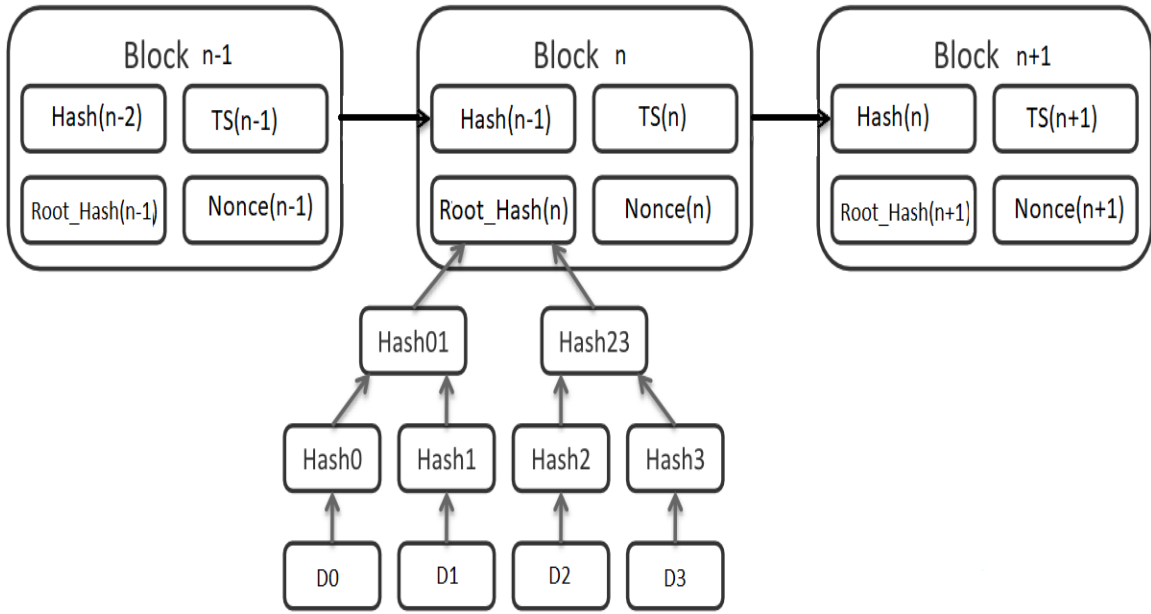 Block n-1
Hash(n-2) TS(n-1)
Root_Hash(n-1) Nonce(n-1)
Block n
Hash(n-1) TS(n)
Root_Hash(n) Nonce(n)
Block n+1
Hash(n) TS(n+1)
Root_Hash(n+1) Nonce(n+1)
Hash01 Hash23
Hash0 Hash1 Hash2 Hash3
D0 D1 D2 D3